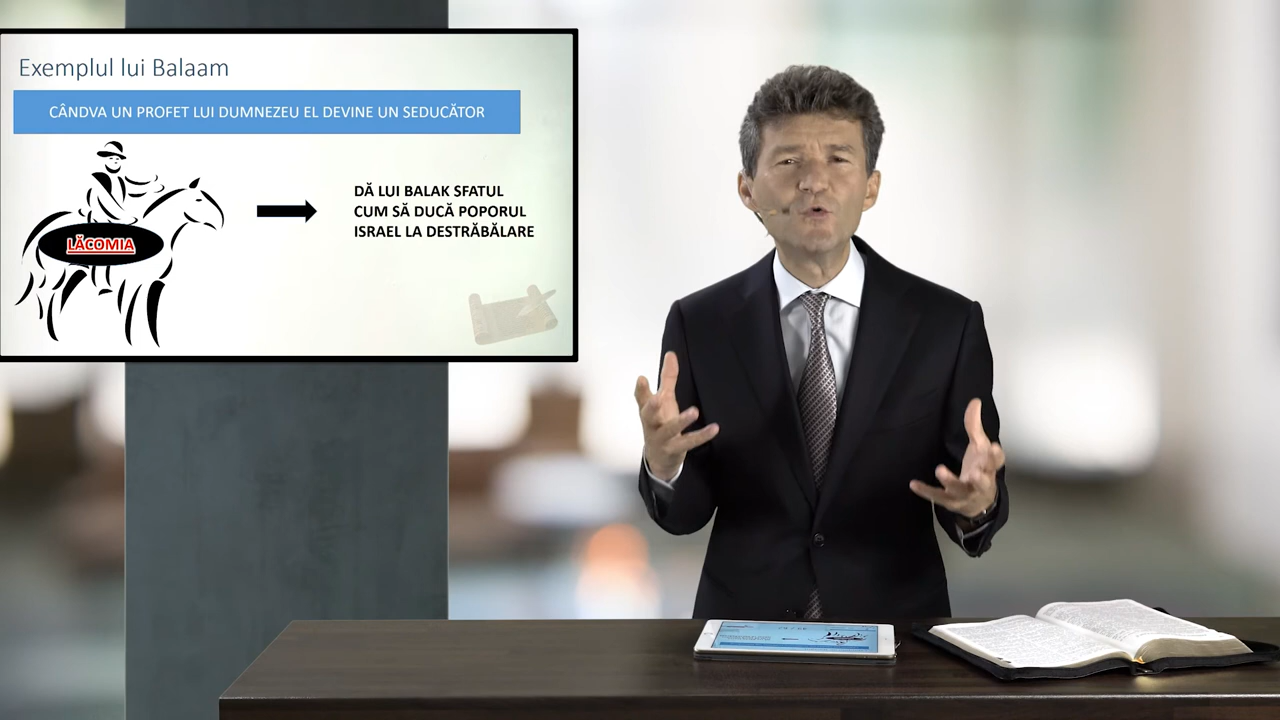 Exemplul lui Balaam
CÂNDVA UN PROFET LUI DUMNEZEU EL DEVINE UN SEDUCĂTOR
LĂCOMIA
DĂ LUI BALAK SFATUL
CUM SĂ DUCĂ POPORUL
ISRAEL LA DESTRĂBĂLARE